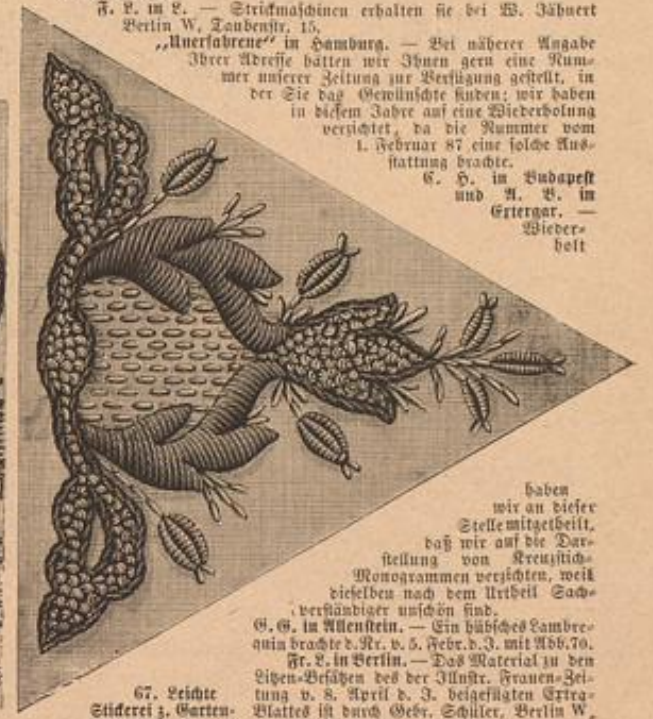 F. L. in L. — Strickmaschinen erhalten sie bei W. Jähnert
Berlin W, Taubenstr. 15.
„Unerfahrene“ in Hamburg. — Bei näherer Angabe
Ihrer Adresse hätten wir Ihnen gern eine Num-
mer unserer Zeitung zur Verfügung gestellt, in
der Sie das Gewünschte finden; wir haben
in diesem Jahre auf eine Wiederholung
verzichtet, da die Nummer vom
1. Februar 87 eine solche Aus-
stattung brachte.
C. H. in Budapest
und A. B. in
Exterzar. —
Wieder-
holt
haben
wir an dieser
Stelle mitgetheilt,
daß wir auf die Dar-
stellung von Kreuzstich-
Monogrammen verzichten, weil
dieselben nach dem Urtheil Sach-
verständiger unschön sind.
G. G. in Allenstein. — Ein hübsches Lambre-
quin brachte d. Nr. v. 5. Febr. d. J. mit Abb. 70.
Fr. L. in Berlin. — Das Material zu den
Litzen-Besätzen des der Illustr. Frauen-Zei-
tung v. 8. April d. J. beigefügten Extra-
Blattes ist durch Gebr. Schüler, Berlin W,
67. Leichte
Stickerei z. Garten-